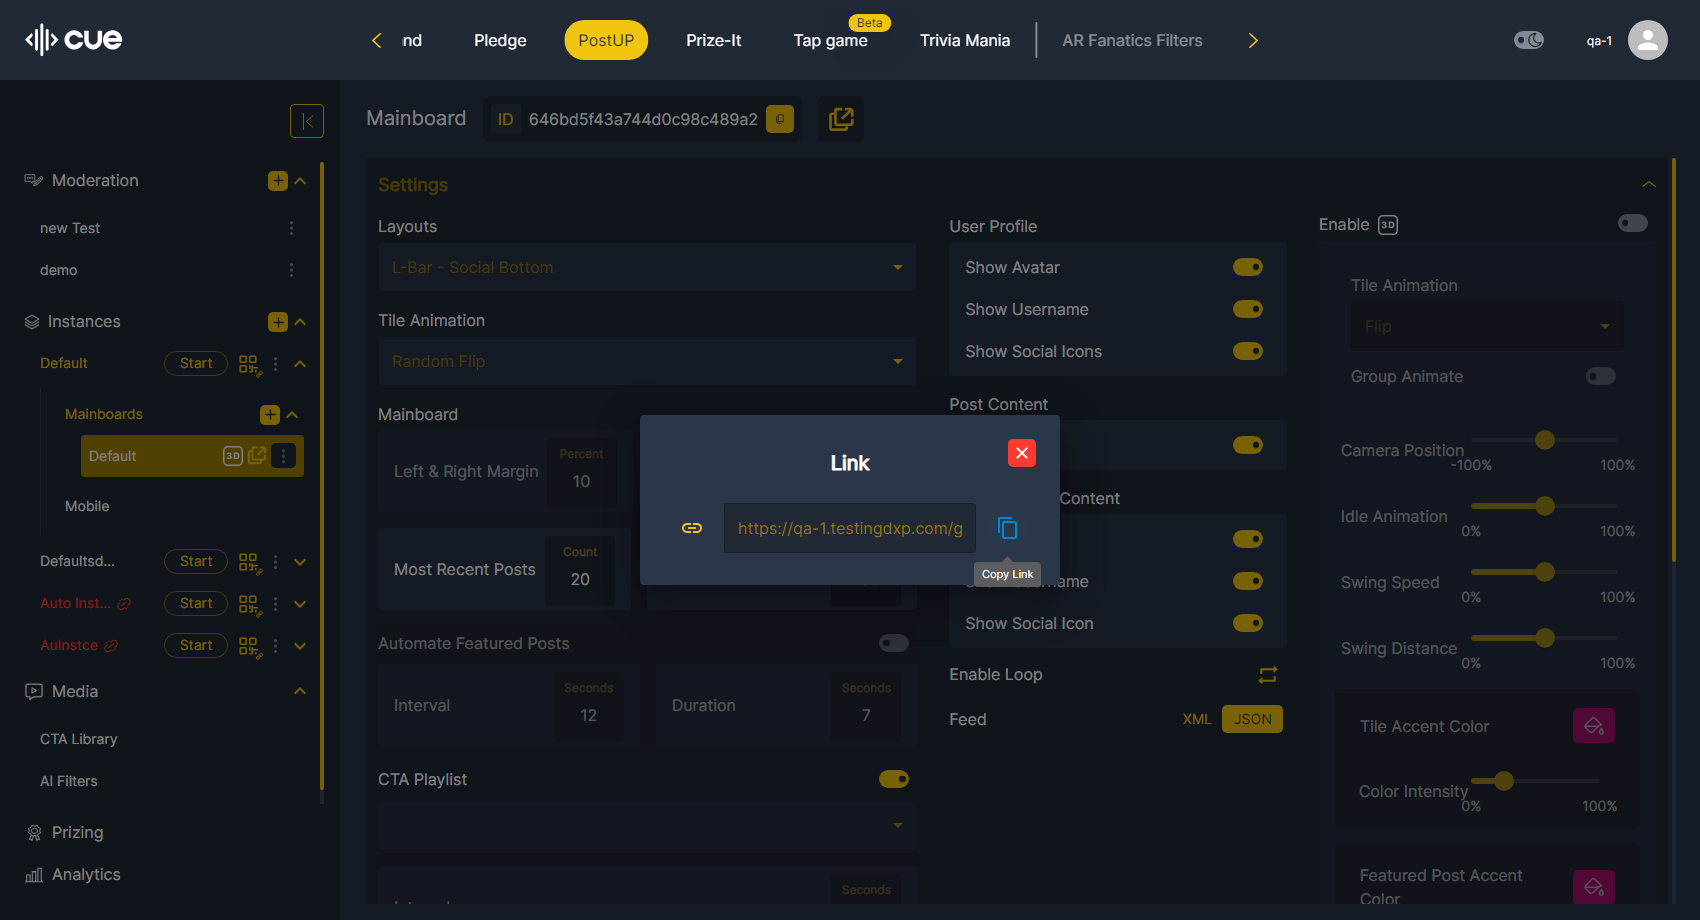 cue
nd
Pledge
PostUP
Prize-It
Tap game
Beta
Trivia Mania
AR Fanatics Filters
qa-1
Mainboard
ID 646bd5f43a744d0c98c489a2
Moderation
new Test
demo
Instances
Default Start
Mainboards
Default 3D
Mobile
Defaultsd... Start
Auto Inst... Start
AuInstce Start
Media
CTA Library
AI Filters
Prizing
Analytics
Settings
Layouts
L-Bar - Social Bottom
Tile Animation
Random Flip
Mainboard
Left & Right Margin
Percent
10
Most Recent Posts
Count
20
Automate Featured Posts
Interval
Seconds
12
Duration
Seconds
7
CTA Playlist
Seconds
User Profile
Show Avatar
Show Username
Show Social Icons
Post Content
Content
Show Social Icon
Enable Loop
Feed
XML
JSON
Link
https://qa-1.testingdxp.com/g
Copy Link
Enable 3D
Tile Animation
Flip
Group Animate
Camera Position
-100%
100%
Idle Animation
0%
100%
Swing Speed
0%
100%
Swing Distance
0%
100%
Tile Accent Color
Color Intensity
0%
100%
Featured Post Accent
Color